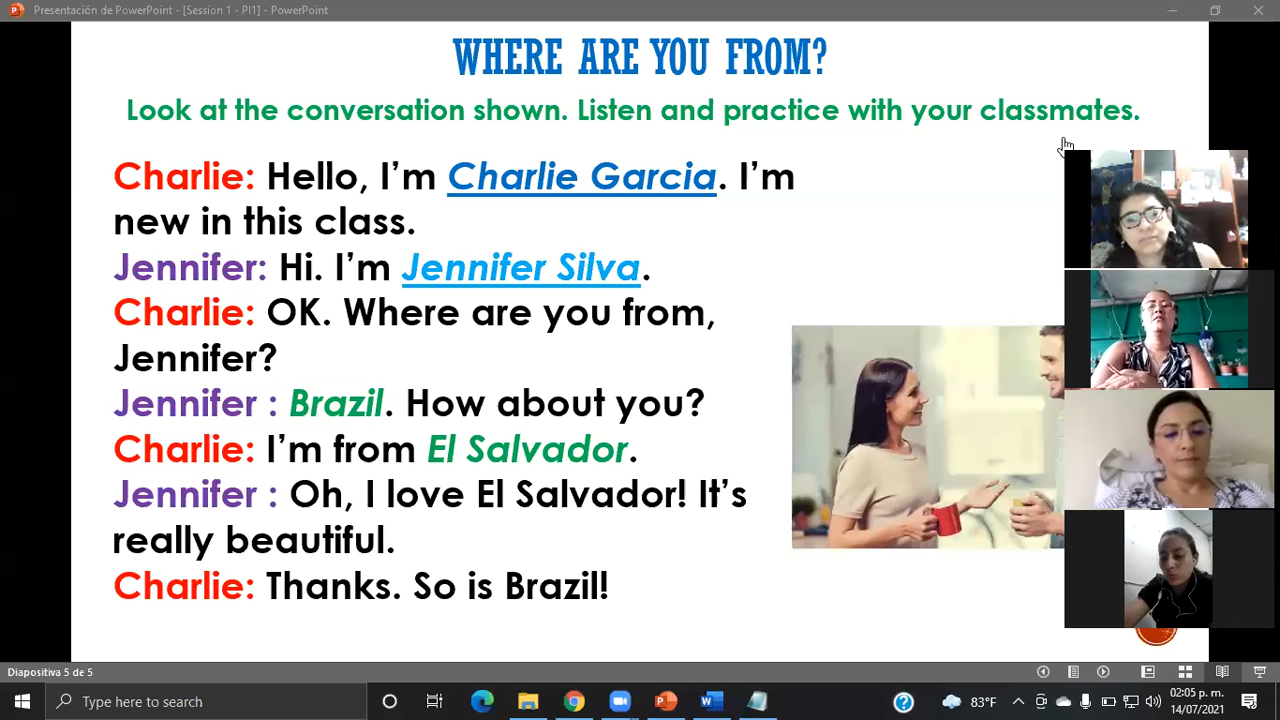 Presentación de PowerPoint - [Session 1 - PI1] - PowerPoint
WHERE ARE YOU FROM?
Look at the conversation shown. Listen and practice with your classmates.
Charlie: Hello, I'm Charlie Garcia. I'm
new in this class.
Jennifer: Hi. I'm Jennifer Silva.
Charlie: OK. Where are you from,
Jennifer?
Jennifer : Brazil. How about you?
Charlie: I'm from El Salvador.
Jennifer : Oh, I love El Salvador! It's
really beautiful.
Charlie: Thanks. So is Brazil!
Diapositiva 5 de 5
Type here to search
83°F
02:05 p. m.
14/07/2021